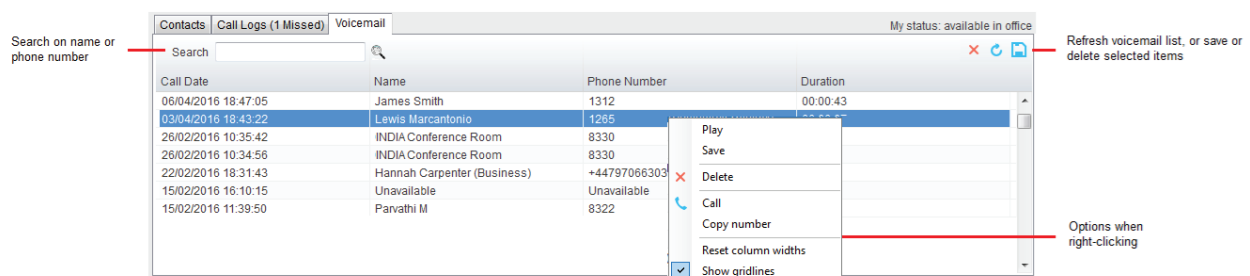 Contacts Call Logs (1 Missed) Voicemail My status: available in office
Search on name or
phone number
Search
Refresh voicemail list, or save or
delete selected items
Call Date Name Phone Number Duration
06/04/2016 18:47:05 James Smith 1312 00:00:43
03/04/2016 18:43:22 Lewis Marcantonio 1265
26/02/2016 10:35:42 INDIA Conference Room 8330
26/02/2016 10:34:56 INDIA Conference Room 8330
22/02/2016 18:31:43 Hannah Carpenter (Business) +44797066303
15/02/2016 16:10:15 Unavailable Unavailable
15/02/2016 11:39:50 Parvathi M 8322
Play
Save
Delete
Call
Copy number
Reset column widths
Show gridlines
Options when
right-clicking